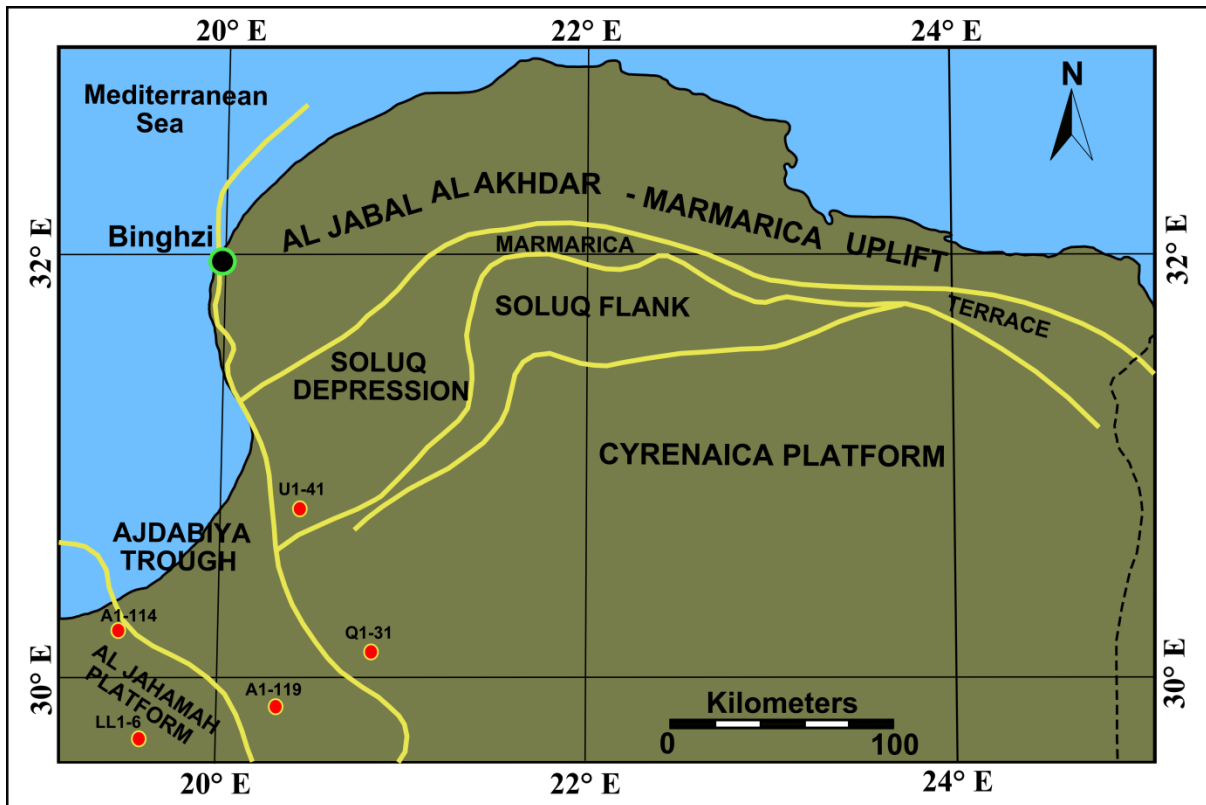 20° E 22° E 24° E
Mediterranean
Sea
N
AL JABAL AL AKHDAR - MARMARICA UPLIFT
Binghzi
MARMARICA
32° E
32° E
SOLUQ FLANK
TERRACE
SOLUQ
DEPRESSION
CYRENAICA PLATFORM
U1-41
AJDABIYA
TROUGH
A1-114
Q1-31
AL JAHAMAH
PLATFORM
30° E
30° E
A1-119
Kilometers
LL1-6
0 100
20° E 22° E 24° E